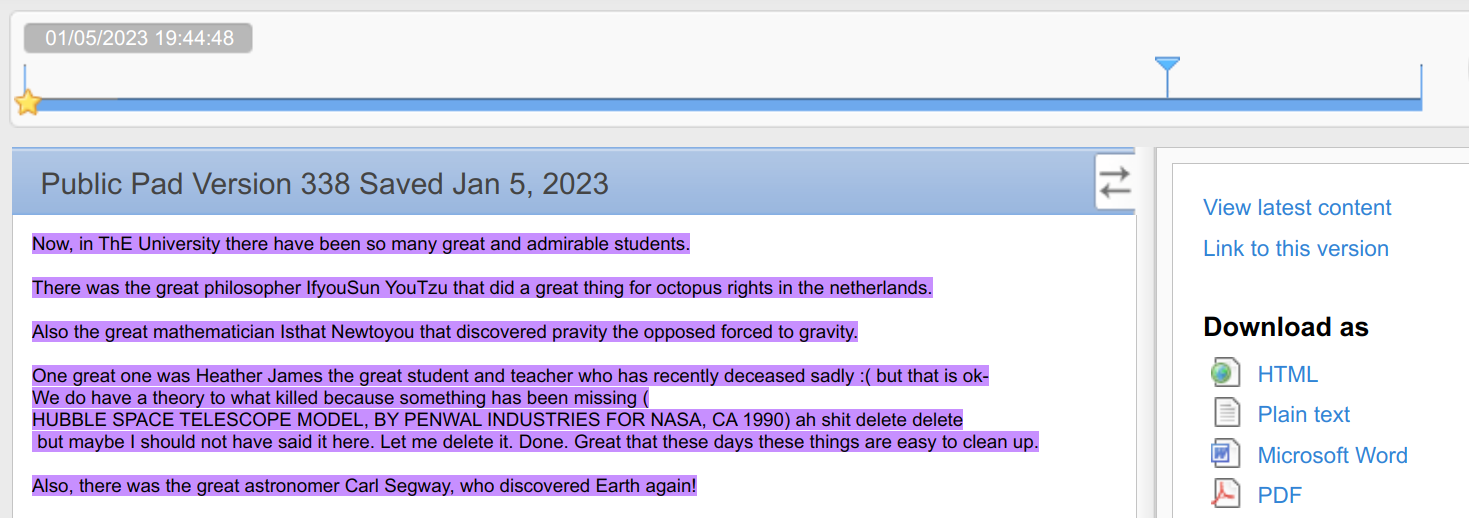 01/05/2023 19:44:48
Public Pad Version 338 Saved Jan 5, 2023
Now, in ThE University there have been so many great and admirable students.
There was the great philosopher IfyouSun YouTzu that did a great thing for octopus rights in the netherlands.
Also the great mathematician Isthat Newtoyou that discovered pravity the opposed forced to gravity.
One great one was Heather James the great student and teacher who has recently deceased sadly :( but that is ok-
We do have a theory to what killed because something has been missing (
HUBBLE SPACE TELESCOPE MODEL, BY PENWAL INDUSTRIES FOR NASA, CA 1990) ah shit delete delete
but maybe I should not have said it here. Let me delete it. Done. Great that these days these things are easy to clean up.
Also, there was the great astronomer Carl Segway, who discovered Earth again!
View latest content
Link to this version
Download as
HTML
Plain text
Microsoft Word
PDF